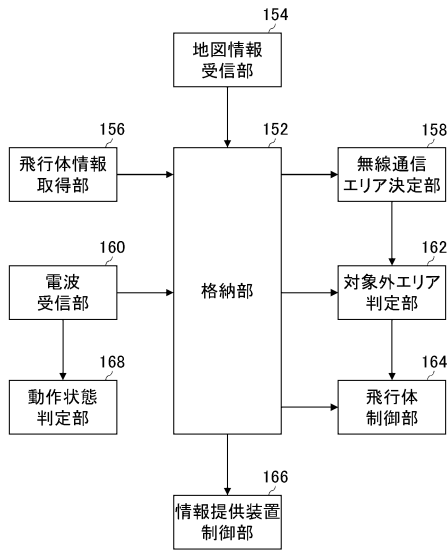 154
地図情報
受信部
156
飛行体情報
取得部
152
格納部
158
無線通信
エリア決定部
160
電波
受信部
162
対象外エリア
判定部
168
動作状態
判定部
164
飛行体
制御部
166
情報提供装置
制御部